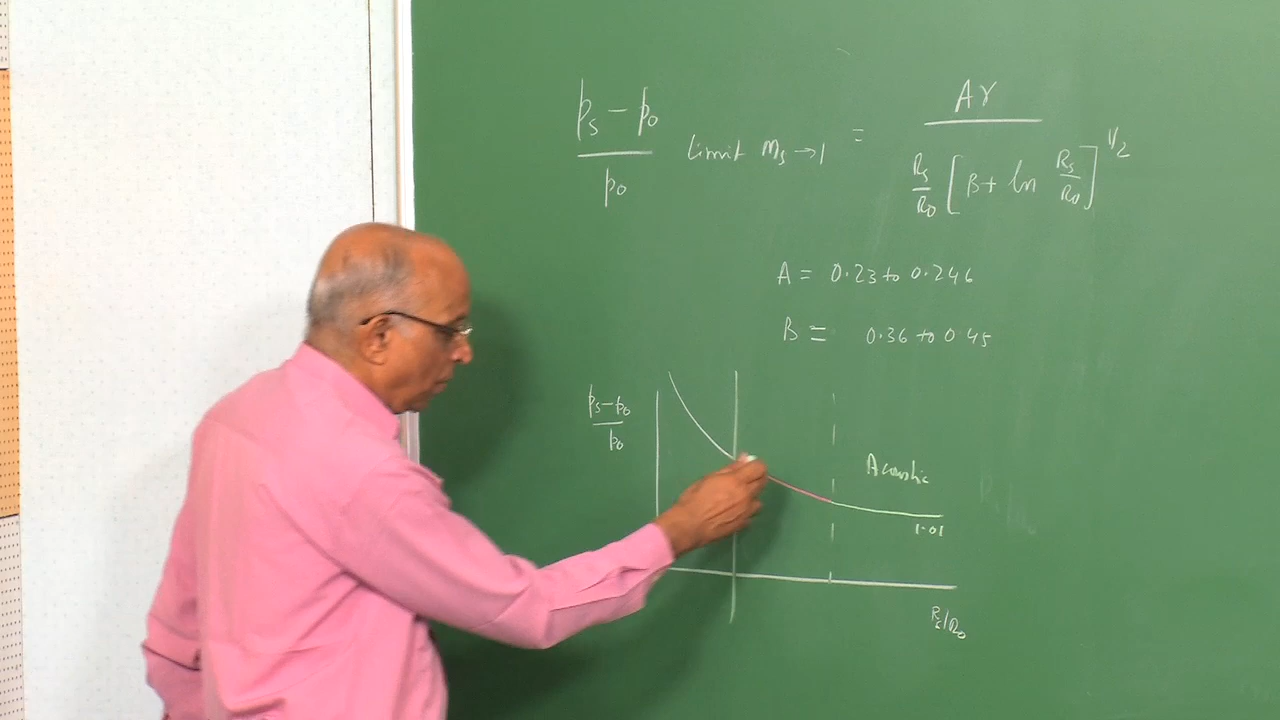 ps - p0 / p0 Limit Ms → 1 = Aγ / Rs/R0 [B + ln Rs/R0]^1/2
A = 0.23 to 0.246
B = 0.36 to 0.45
ps - p0 / p0
Acoustic
1.01
Rs/R0